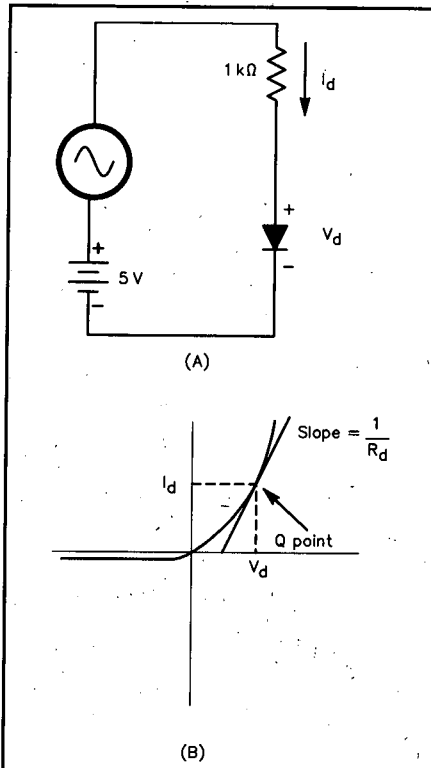 1 kΩ
I_d
+
V_d
-
+
5 V
-
(A)
Slope = 1/R_d
I_d
Q point
V_d
(B)